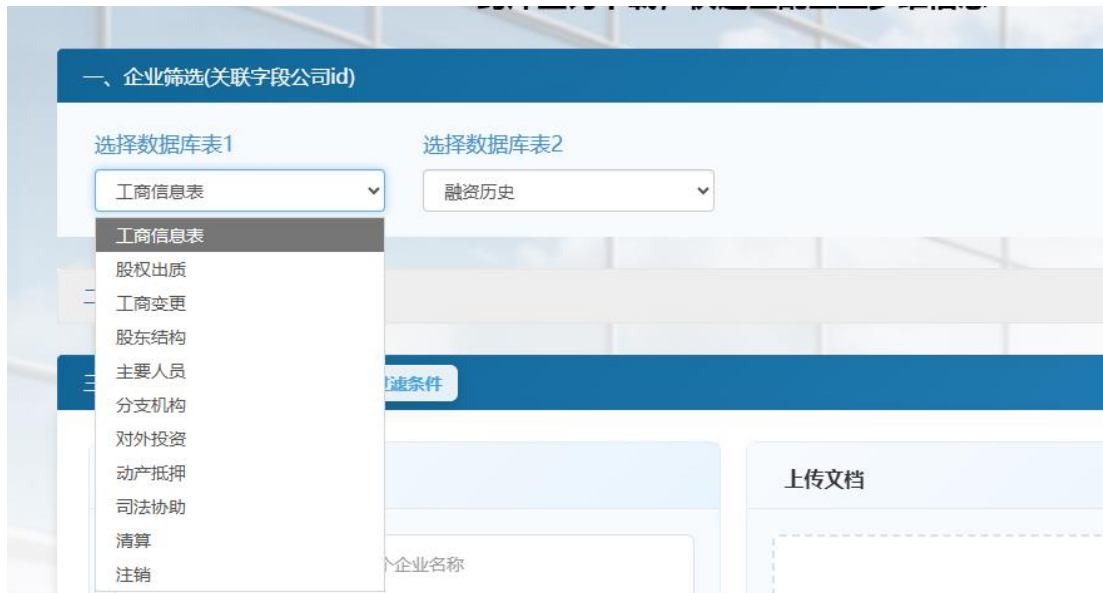 一、企业筛选(关联字段公司id)
选择数据库表1
选择数据库表2
工商信息表
融资历史
工商信息表
股权出质
工商变更
股东结构
主要人员
分支机构
对外投资
动产抵押
司法协助
清算
注销
二
三
过滤条件
上传文档
个企业名称